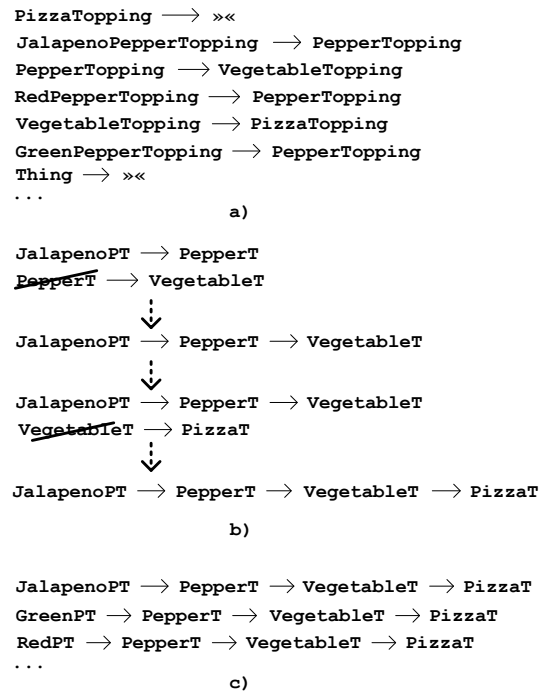 PizzaTopping ⟶ »«
JalapenoPepperTopping ⟶ PepperTopping
PepperTopping ⟶ VegetableTopping
RedPepperTopping ⟶ PepperTopping
VegetableTopping ⟶ PizzaTopping
GreenPepperTopping ⟶ PepperTopping
Thing ⟶ »«
...
a)
JalapenoPT ⟶ PepperT
PepperT ⟶ VegetableT
JalapenoPT ⟶ PepperT ⟶ VegetableT
JalapenoPT ⟶ PepperT ⟶ VegetableT
VegetableT ⟶ PizzaT
JalapenoPT ⟶ PepperT ⟶ VegetableT ⟶ PizzaT
b)
JalapenoPT ⟶ PepperT ⟶ VegetableT ⟶ PizzaT
GreenPT ⟶ PepperT ⟶ VegetableT ⟶ PizzaT
RedPT ⟶ PepperT ⟶ VegetableT ⟶ PizzaT
...
c)